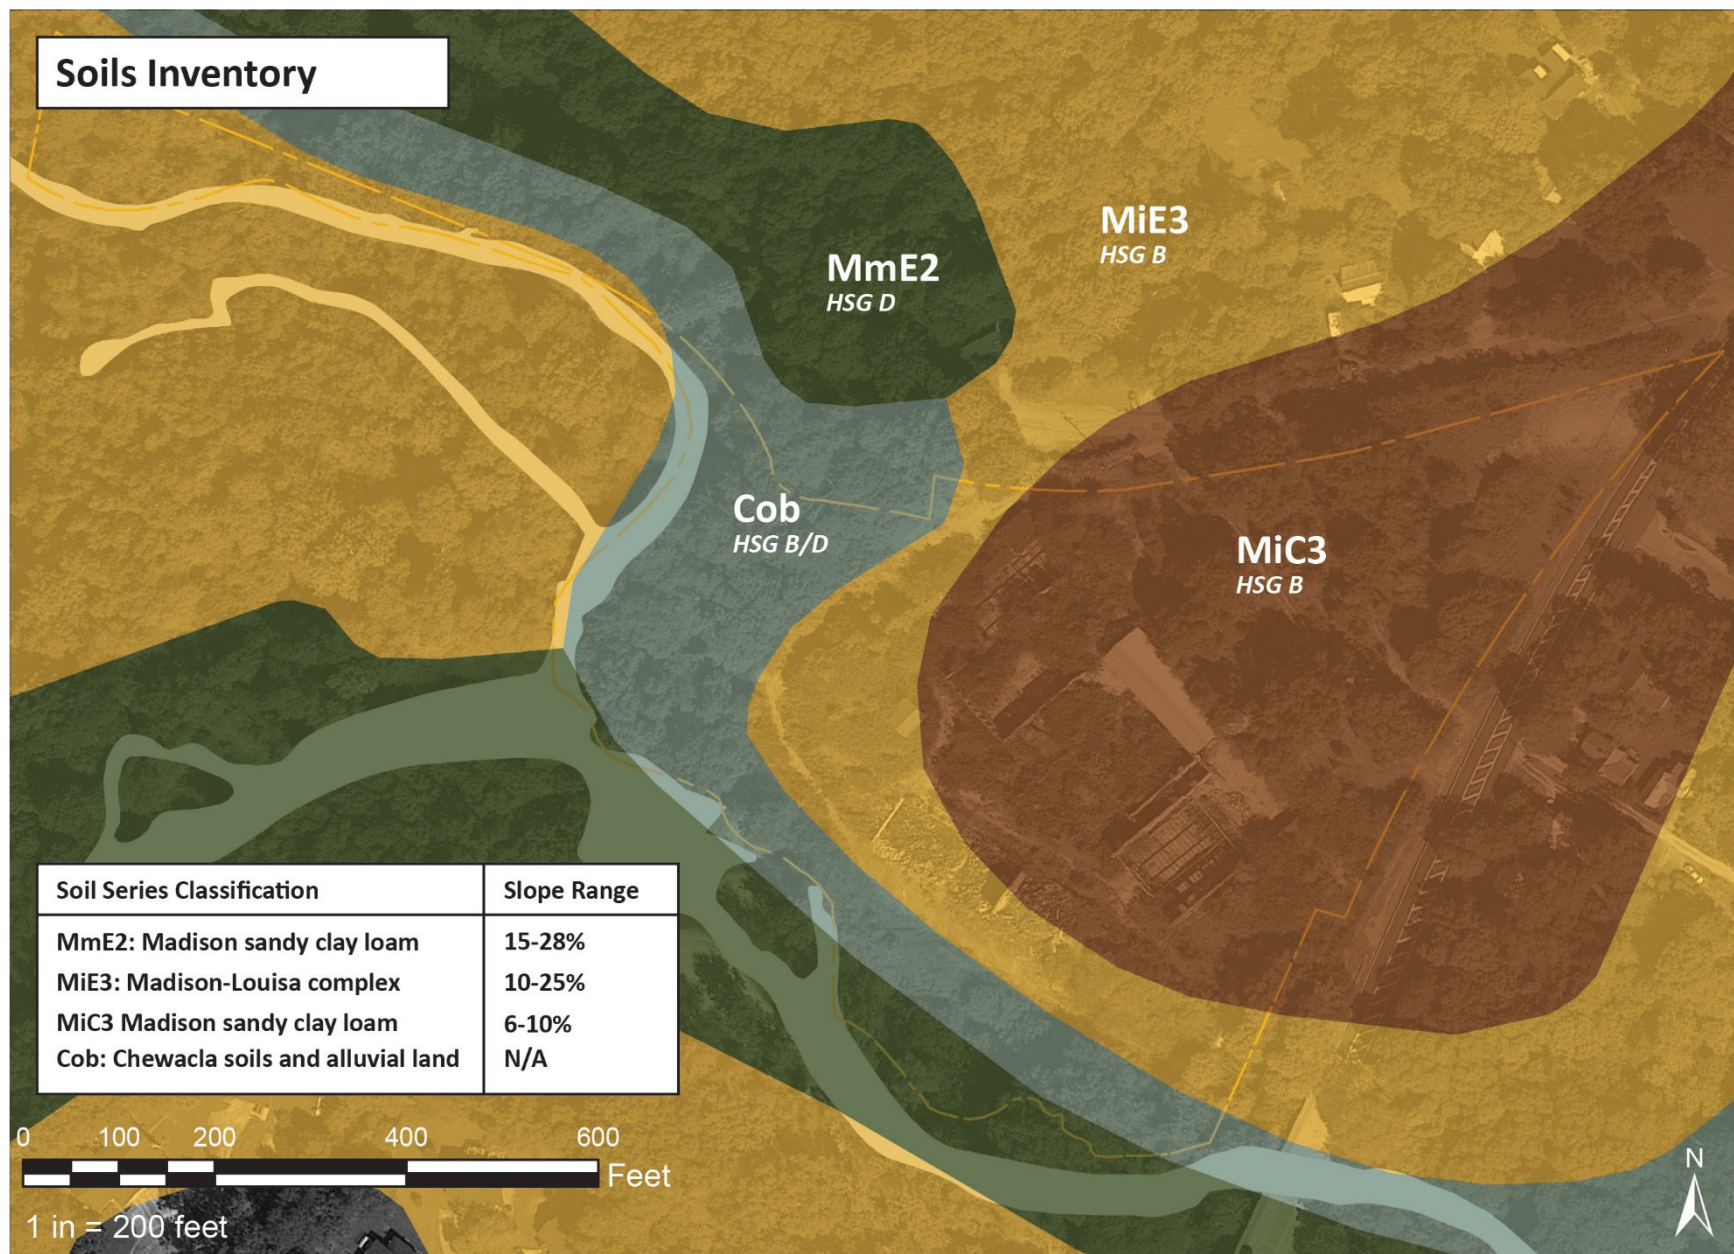 Soils Inventory
MiE3
HSG B
MmE2
HSG D
Cob
HSG B/D
MiC3
HSG B
Soil Series Classification Slope Range
MmE2: Madison sandy clay loam 15-28%
MiE3: Madison-Louisa complex 10-25%
MiC3 Madison sandy clay loam 6-10%
Cob: Chewacla soils and alluvial land N/A
0 100 200 400 600
Feet
1 in = 200 feet
N